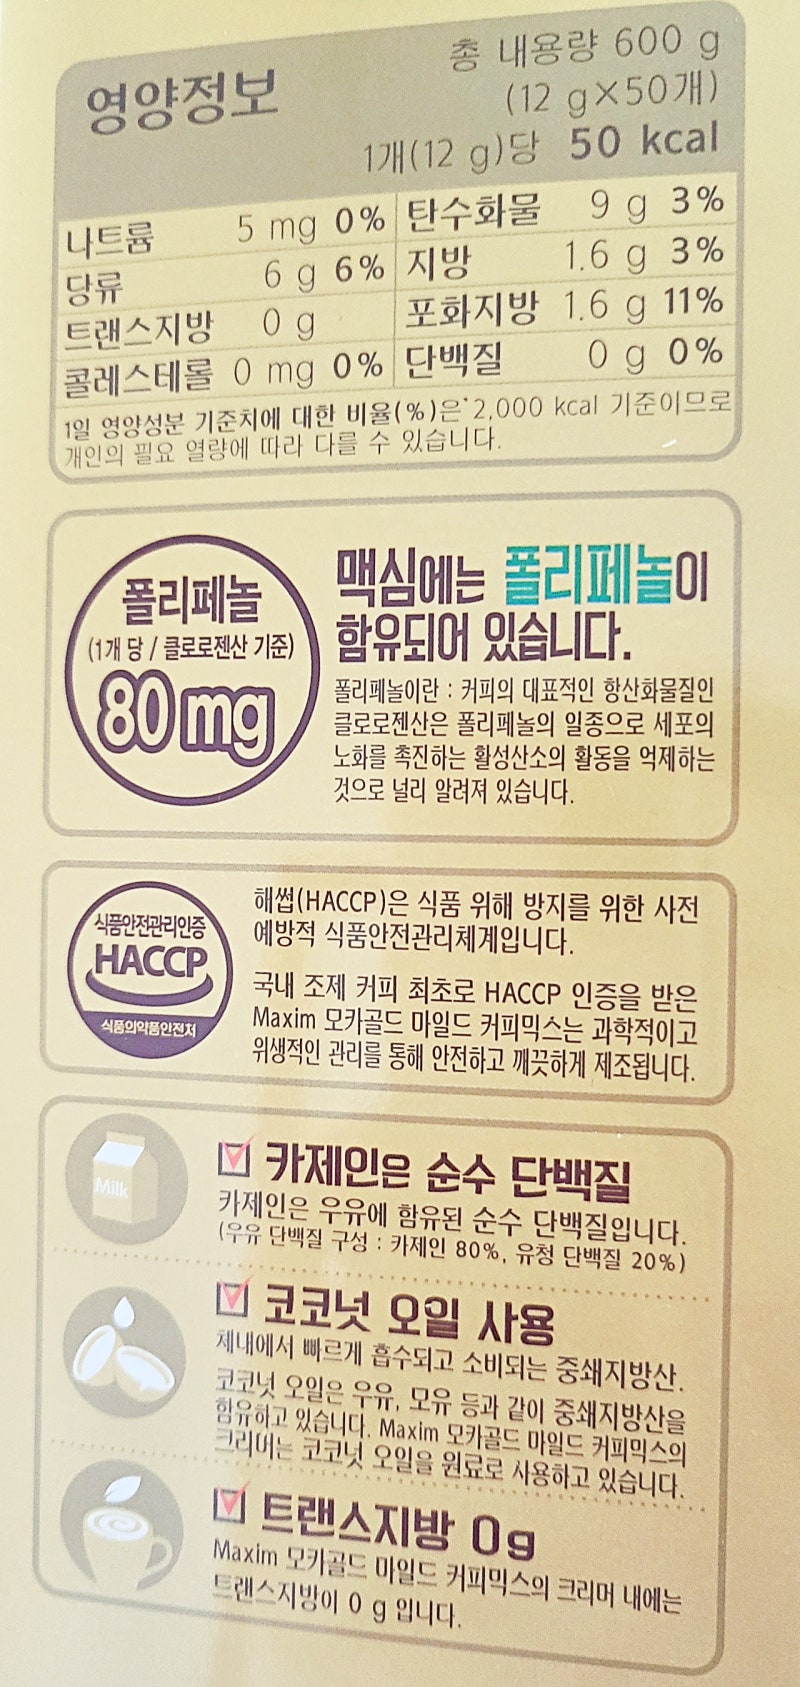 영양정보
총 내용량 600 g
(12 g×50개)
1개(12 g)당 50 kcal
나트륨 5 mg 0% 탄수화물 9 g 3%
당류 6 g 6% 지방 1.6 g 3%
트랜스지방 0 g 포화지방 1.6 g 11%
콜레스테롤 0 mg 0% 단백질 0 g 0%
1일 영양성분 기준치에 대한 비율(%)은 2,000 kcal 기준이므로
개인의 필요 열량에 따라 다를 수 있습니다.
폴리페놀
(1개 당 / 클로로젠산 기준)
80mg
맥심에는 폴리페놀이
함유되어 있습니다.
폴리페놀이란 : 커피의 대표적인 항산화물질인
클로로젠산은 폴리페놀의 일종으로 세포의
노화를 촉진하는 활성산소의 활동을 억제하는
것으로 널리 알려져 있습니다.
식품안전관리인증
HACCP
식품의약품안전처
해썹(HACCP)은 식품 위해 방지를 위한 사전
예방적 식품안전관리체계입니다.
국내 조제 커피 최초로 HACCP 인증을 받은
Maxim 모카골드 마일드 커피믹스는 과학적이고
위생적인 관리를 통해 안전하고 깨끗하게 제조됩니다.
Milk
카제인은 순수 단백질
카제인은 우유에 함유된 순수 단백질입니다.
(우유 단백질 구성 : 카제인 80%, 유청 단백질 20%)
코코넛 오일 사용
체내에서 빠르게 흡수되고 소비되는 중쇄지방산.
코코넛 오일은 우유, 모유 등과 같이 중쇄지방산을
함유하고 있습니다. Maxim 모카골드 마일드 커피믹스의
크리머는 코코넛 오일을 원료로 사용하고 있습니다.
트랜스지방 0g
Maxim 모카골드 마일드 커피믹스의 크리머 내에는
트랜스지방이 0 g 입니다.